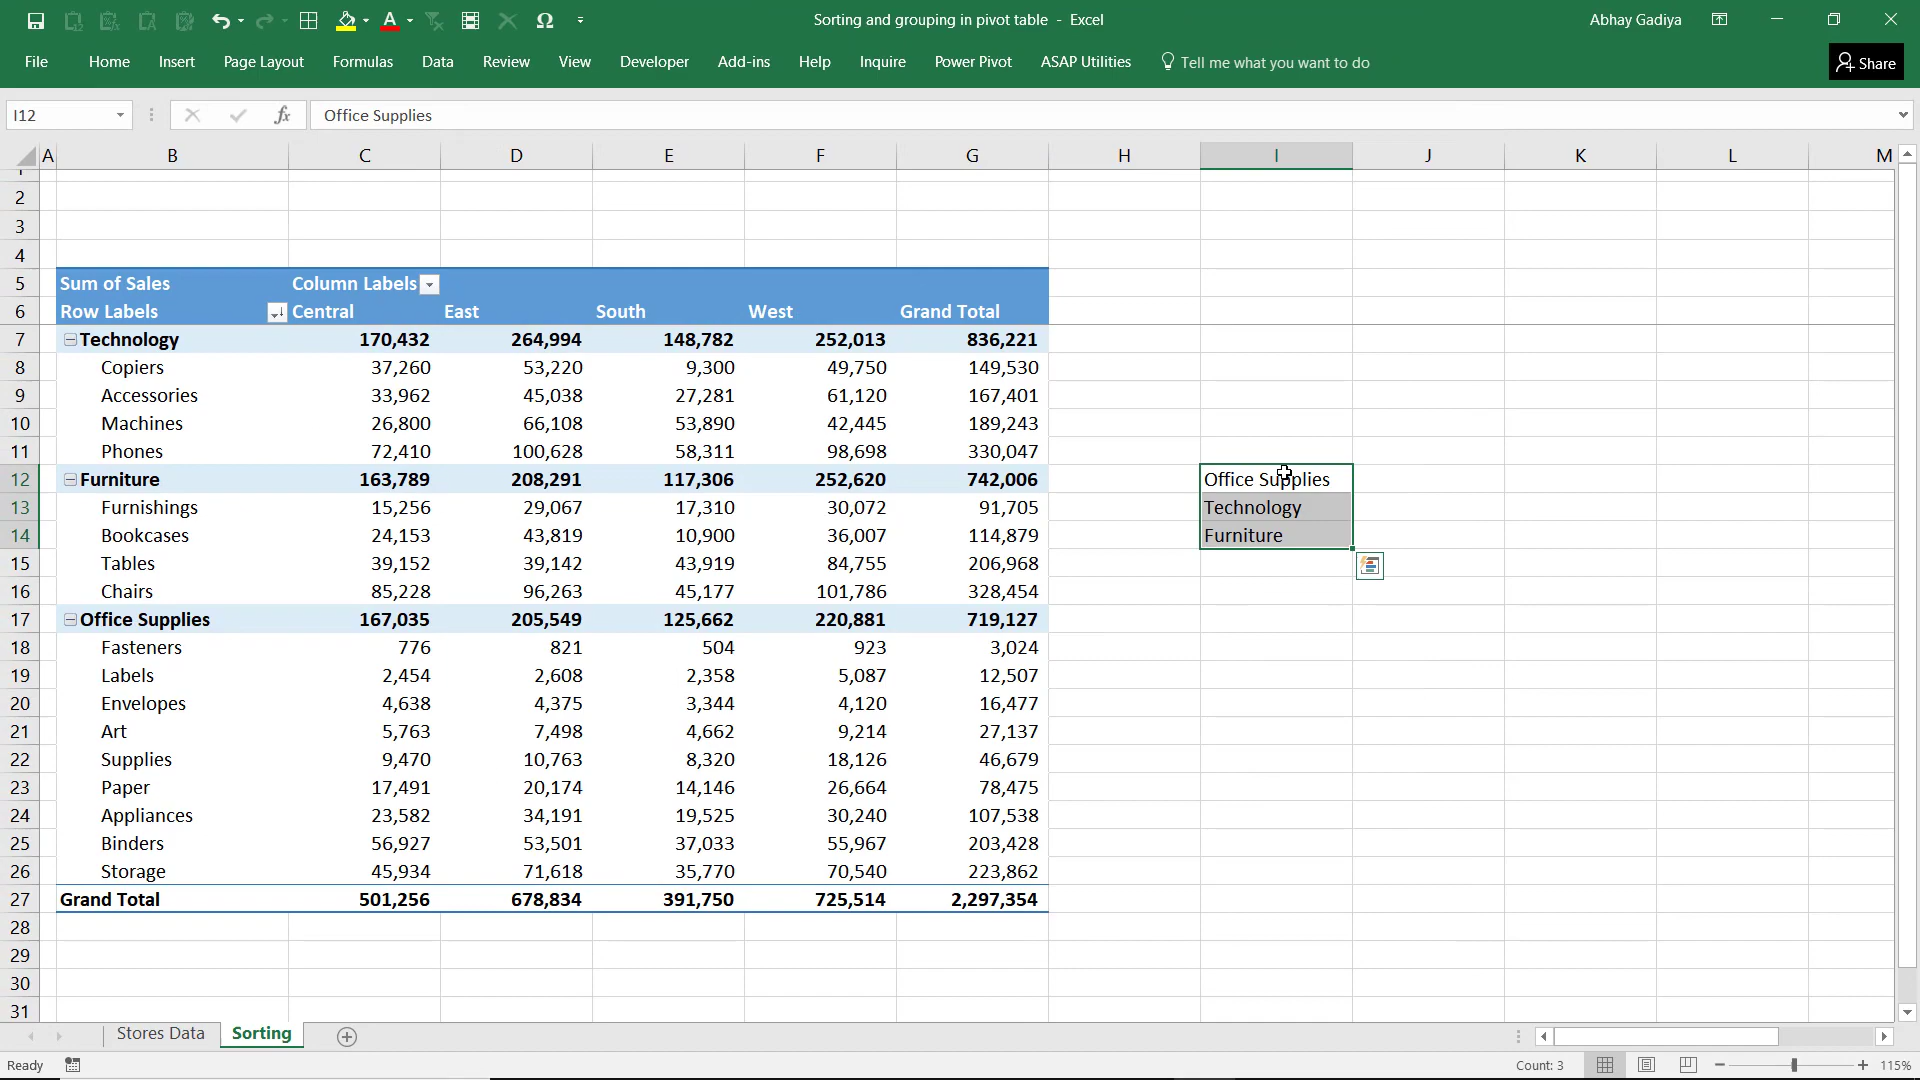 Sorting and grouping in pivot table - Excel
Abhay Gadiya
File Home Insert Page Layout Formulas Data Review View Developer Add-ins Help Inquire Power Pivot ASAP Utilities Tell me what you want to do Share
I12 fx Office Supplies
A B C D E F G H I J K L M
1
2
3
4
5 Sum of Sales Column Labels
6 Row Labels Central East South West Grand Total
7 Technology 170,432 264,994 148,782 252,013 836,221
8 Copiers 37,260 53,220 9,300 49,750 149,530
9 Accessories 33,962 45,038 27,281 61,120 167,401
10 Machines 26,800 66,108 53,890 42,445 189,243
11 Phones 72,410 100,628 58,311 98,698 330,047
12 Furniture 163,789 208,291 117,306 252,620 742,006 Office Supplies
13 Furnishings 15,256 29,067 17,310 30,072 91,705 Technology
14 Bookcases 24,153 43,819 10,900 36,007 114,879 Furniture
15 Tables 39,152 39,142 43,919 84,755 206,968
16 Chairs 85,228 96,263 45,177 101,786 328,454
17 Office Supplies 167,035 205,549 125,662 220,881 719,127
18 Fasteners 776 821 504 923 3,024
19 Labels 2,454 2,608 2,358 5,087 12,507
20 Envelopes 4,638 4,375 3,344 4,120 16,477
21 Art 5,763 7,498 4,662 9,214 27,137
22 Supplies 9,470 10,763 8,320 18,126 46,679
23 Paper 17,491 20,174 14,146 26,664 78,475
24 Appliances 23,582 34,191 19,525 30,240 107,538
25 Binders 56,927 53,501 37,033 55,967 203,428
26 Storage 45,934 71,618 35,770 70,540 223,862
27 Grand Total 501,256 678,834 391,750 725,514 2,297,354
28
29
30
31
Stores Data Sorting
Ready Count: 3 115%